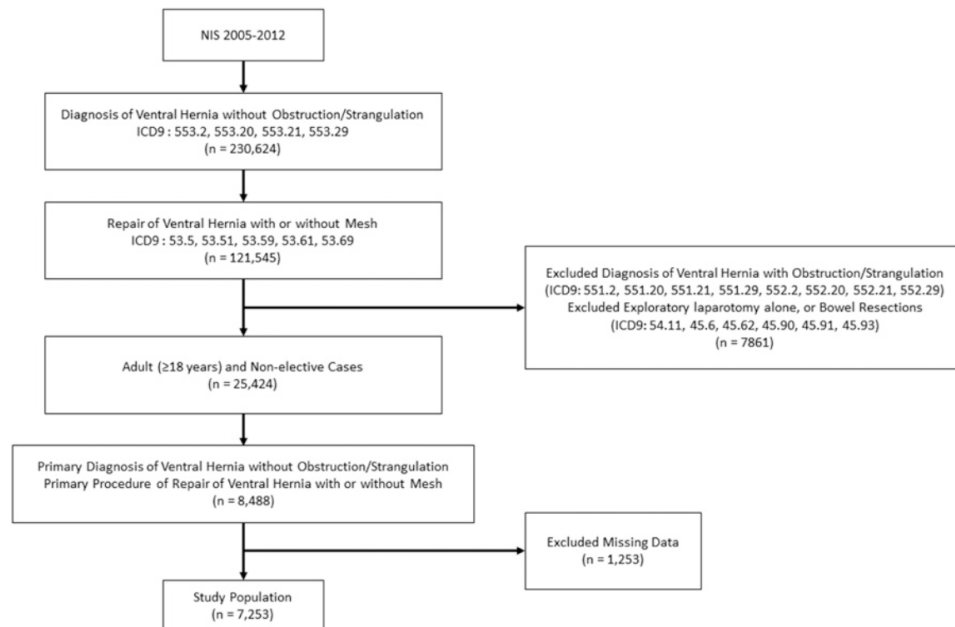 NIS 2005-2012
Diagnosis of Ventral Hernia without Obstruction/Strangulation
ICD9 : 553.2, 553.20, 553.21, 553.29
(n = 230,624)
Repair of Ventral Hernia with or without Mesh
ICD9 : 53.5, 53.51, 53.59, 53.61, 53.69
(n = 121,545)
Excluded Diagnosis of Ventral Hernia with Obstruction/Strangulation
(ICD9: 551.2, 551.20, 551.21, 551.29, 552.2, 552.20, 552.21, 552.29)
Excluded Exploratory laparotomy alone, or Bowel Resections
(ICD9: 54.11, 45.6, 45.62, 45.90, 45.91, 45.93)
n = 7861)
Adult (≥18 years) and Non-elective Cases
(n = 25,424)
Primary Diagnosis of Ventral Hernia without Obstruction/Strangulation
Primary Procedure of Repair of Ventral Hernia with or without Mesh
(n = 8,488)
Excluded Missing Data
(n = 1,253)
Study Population
(n = 7,253)